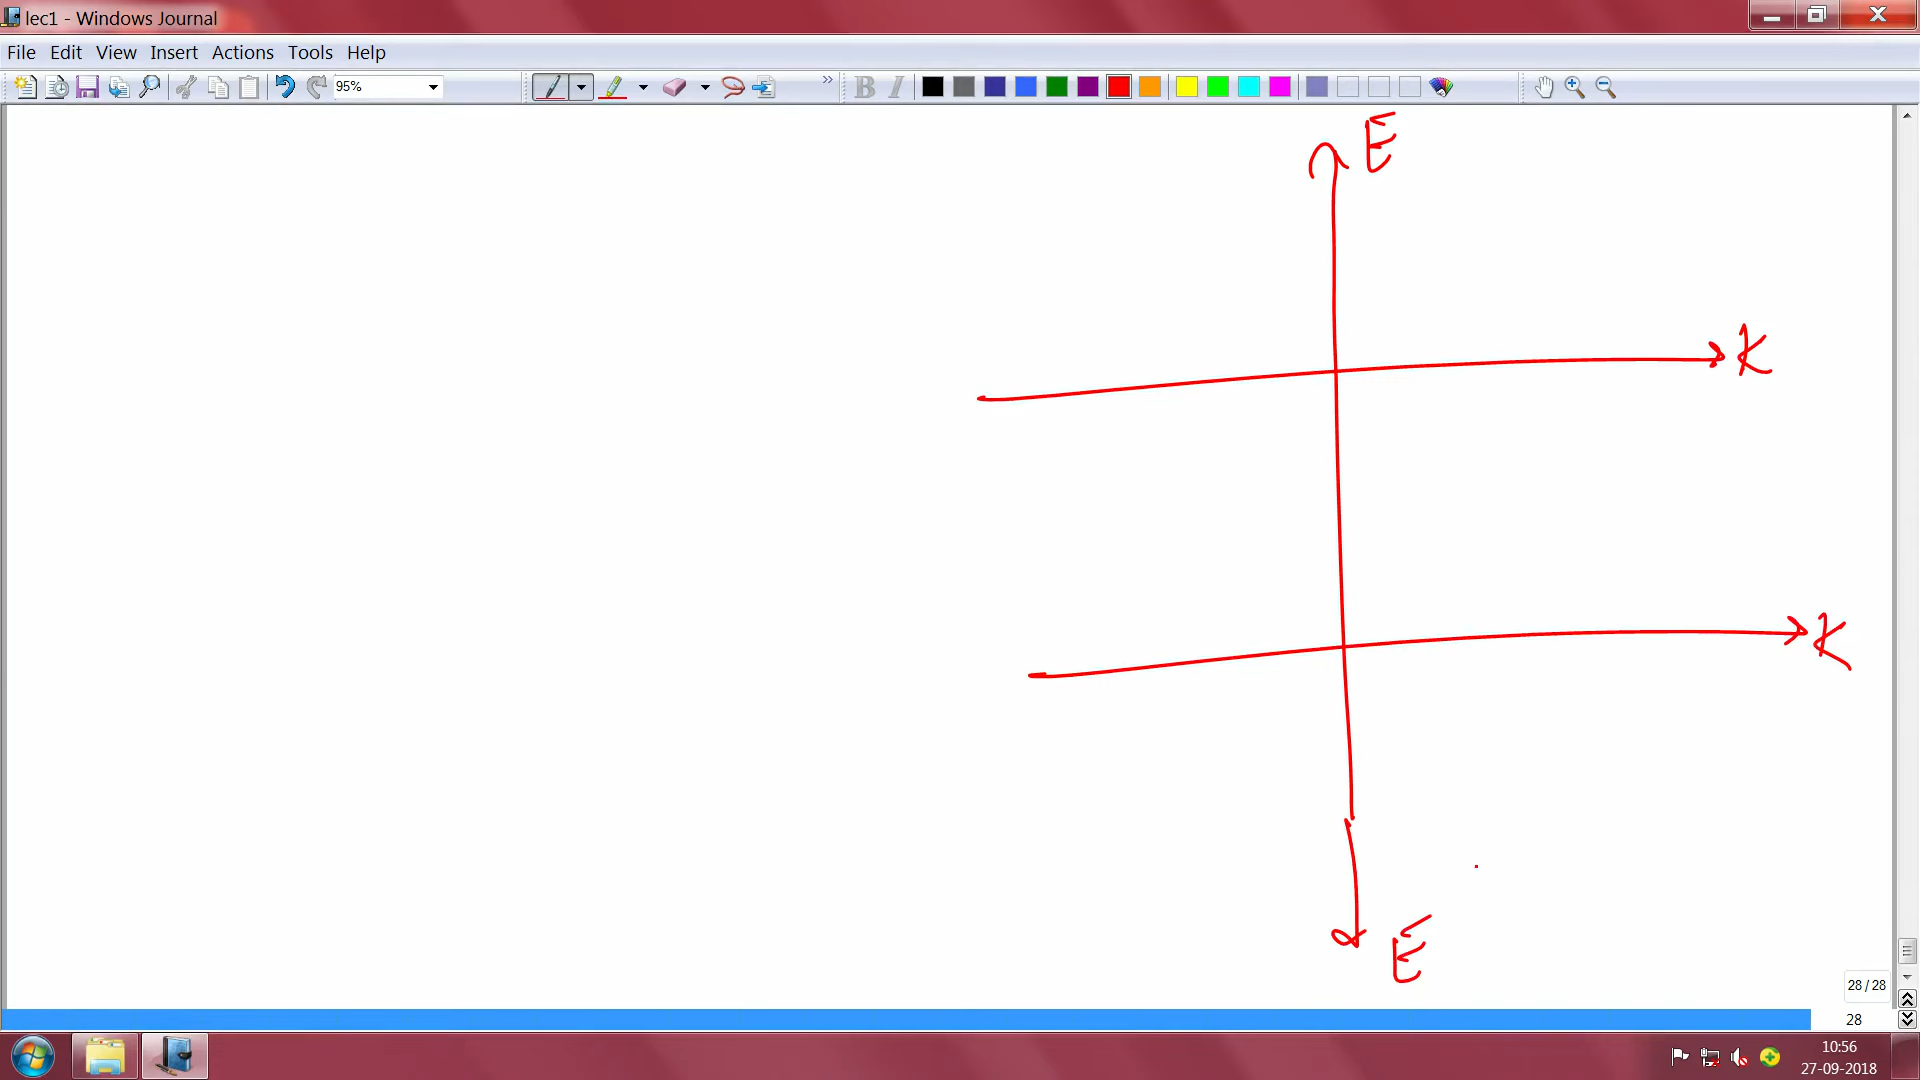 lec1 - Windows Journal
File Edit View Insert Actions Tools Help
95%
B I
E
K
K
E
28 / 28
28
10:56
27-09-2018